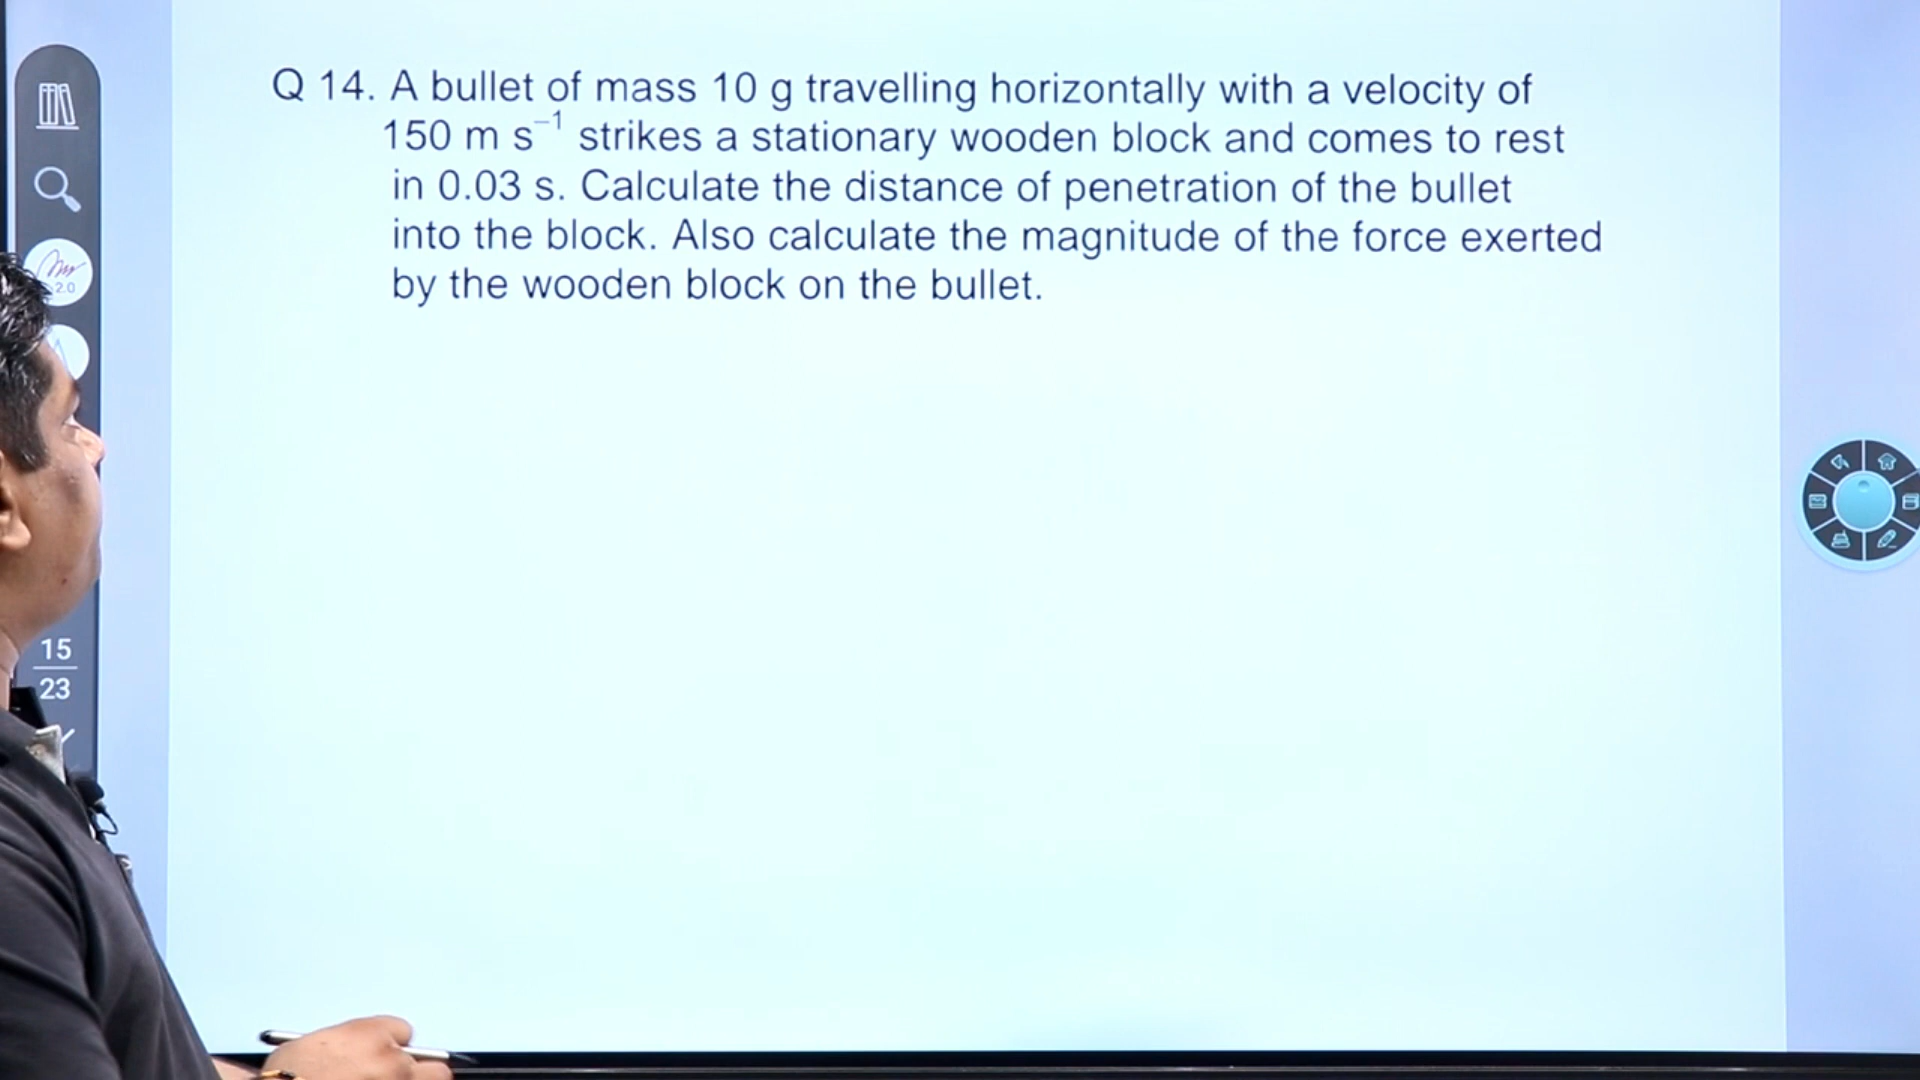 Q 14. A bullet of mass 10 g travelling horizontally with a velocity of
150 m s⁻¹ strikes a stationary wooden block and comes to rest
in 0.03 s. Calculate the distance of penetration of the bullet
into the block. Also calculate the magnitude of the force exerted
by the wooden block on the bullet.
2.0
15
23